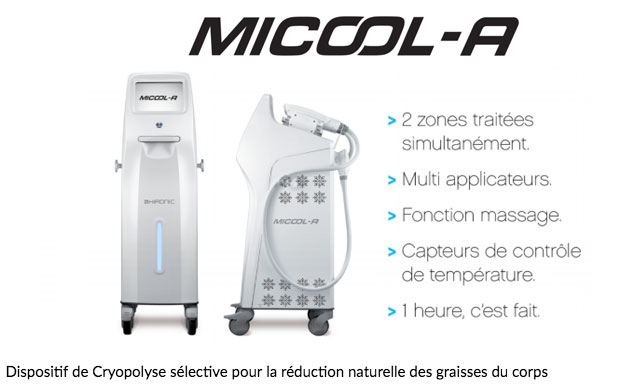 MICOOL-A
MICOOL-A
HIRONIC
MICOOL-A
> 2 zones traitées
simultanément.
> Multi applicateurs.
> Fonction massage.
> Capteurs de contrôle
de température.
> 1 heure, c'est fait.
Dispositif de Cryopolyse sélective pour la réduction naturelle des graisses du corps